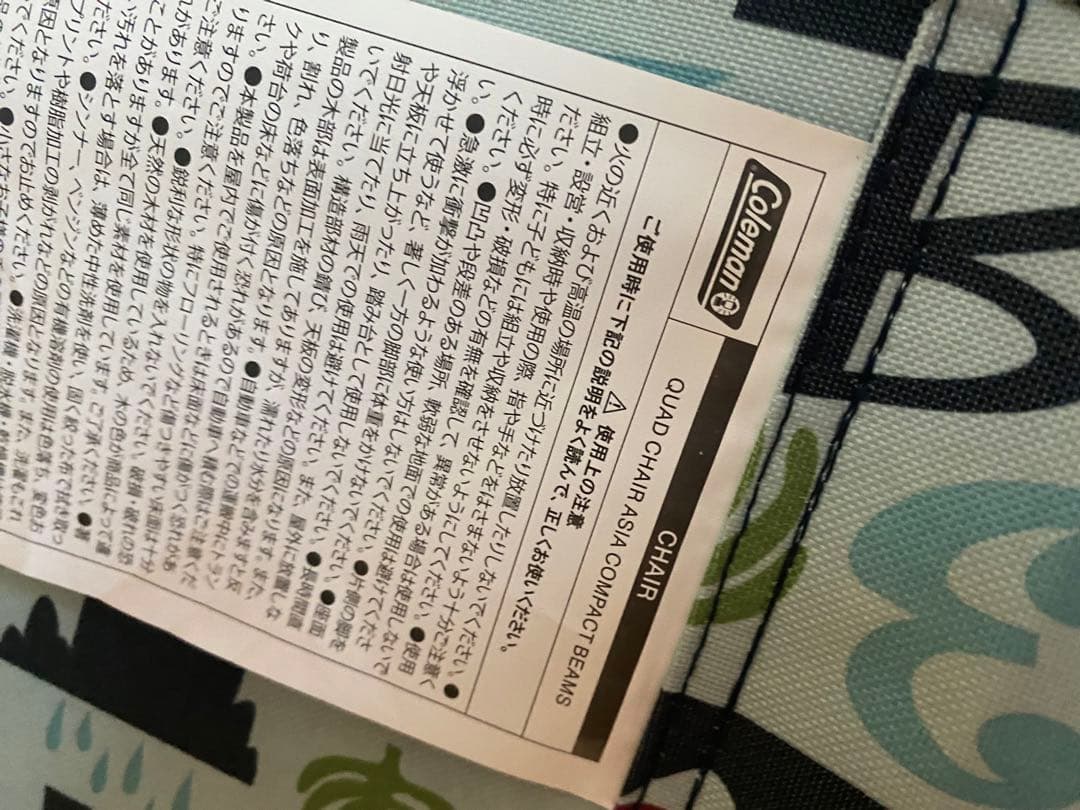 Coleman
CHAIR
QUAD CHAIR ASIA COMPACT BEAMS
⚠ 使用上の注意
ご使用時に下記の説明をよく読んで、正しくお使いください。
●火の近くおよび高温の場所に近づけたり放置したりしないでください。●
組立・設営・収納時や使用の際、指や手などをはさまないよう十分ご注意く
ださい。特に子どもには組立や収納をさせないようにしてください。●使用
時に必ず変形・破損などの有無を確認して、異常がある場合は使用しないで
ください。●凹凸や段差のある場所、軟弱な地面での使用は避けてくださ
い。●急激に衝撃が加わるような使い方はしないでください。●片側の脚を
浮かせて使うなど、著しく一方の脚部に体重をかけないでください。●座面
や天板に立ち上がったり、踏み台として使用しないでください。●長時間直
射日光に当てたり、雨天での使用は避けてください。また、屋外に放置しな
いでください。構造部材の錆び、天板の変形などの原因になります。
製品の木部は表面加工を施してありますが、濡れたり水分を含みますと反
り、割れ、色落ちなどの原因となります。●自動車などでの運搬中にトラン
クや荷台の床などに傷が付く恐れがあるので自動車へ積む際はご注意くだ
さい。●本製品を屋内でご使用されるときは床面などに傷がつく恐れがあ
りますのでご注意ください。特にフローリングなど傷つきやすい床面は十分
ご注意ください。●鋭利な形状の物を入れないでください。破損
があります。●天然の木材を使用しているため、木の色が商品によって違
うことがありますが全て同じ素材を使用しています。ご了承ください。
い汚れを落とす場合は、薄めた中性洗剤を使い、固く絞った布で拭き取っ
ください。●シンナー、ベンジンなどの有機溶剤の使用は色落ち、変色
プリントや樹脂加工の剥がれなどの原因となります。また、洗濯
原因となりますのでお止めください。●洗濯機
てください。